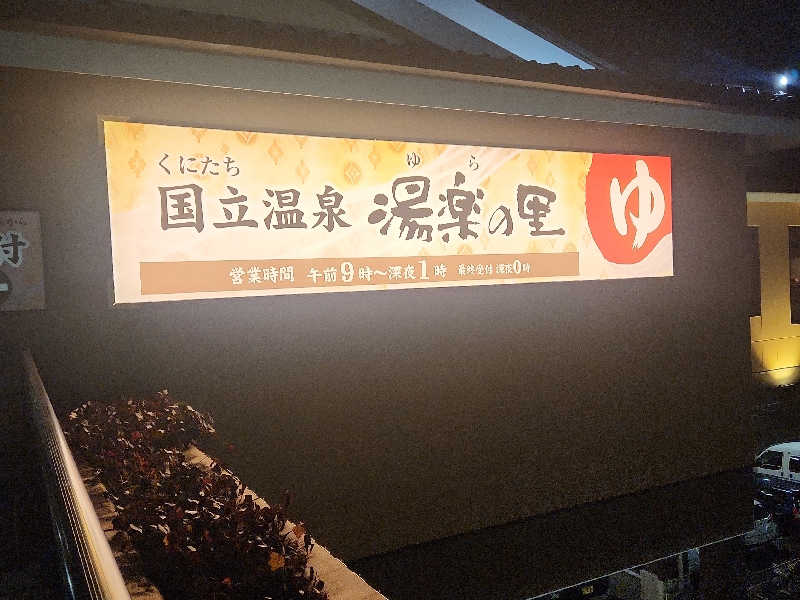 くにたち
ゆら
国立温泉 湯楽の里
ゆ
営業時間 午前9時～深夜1時 最終受付 深夜0時
付